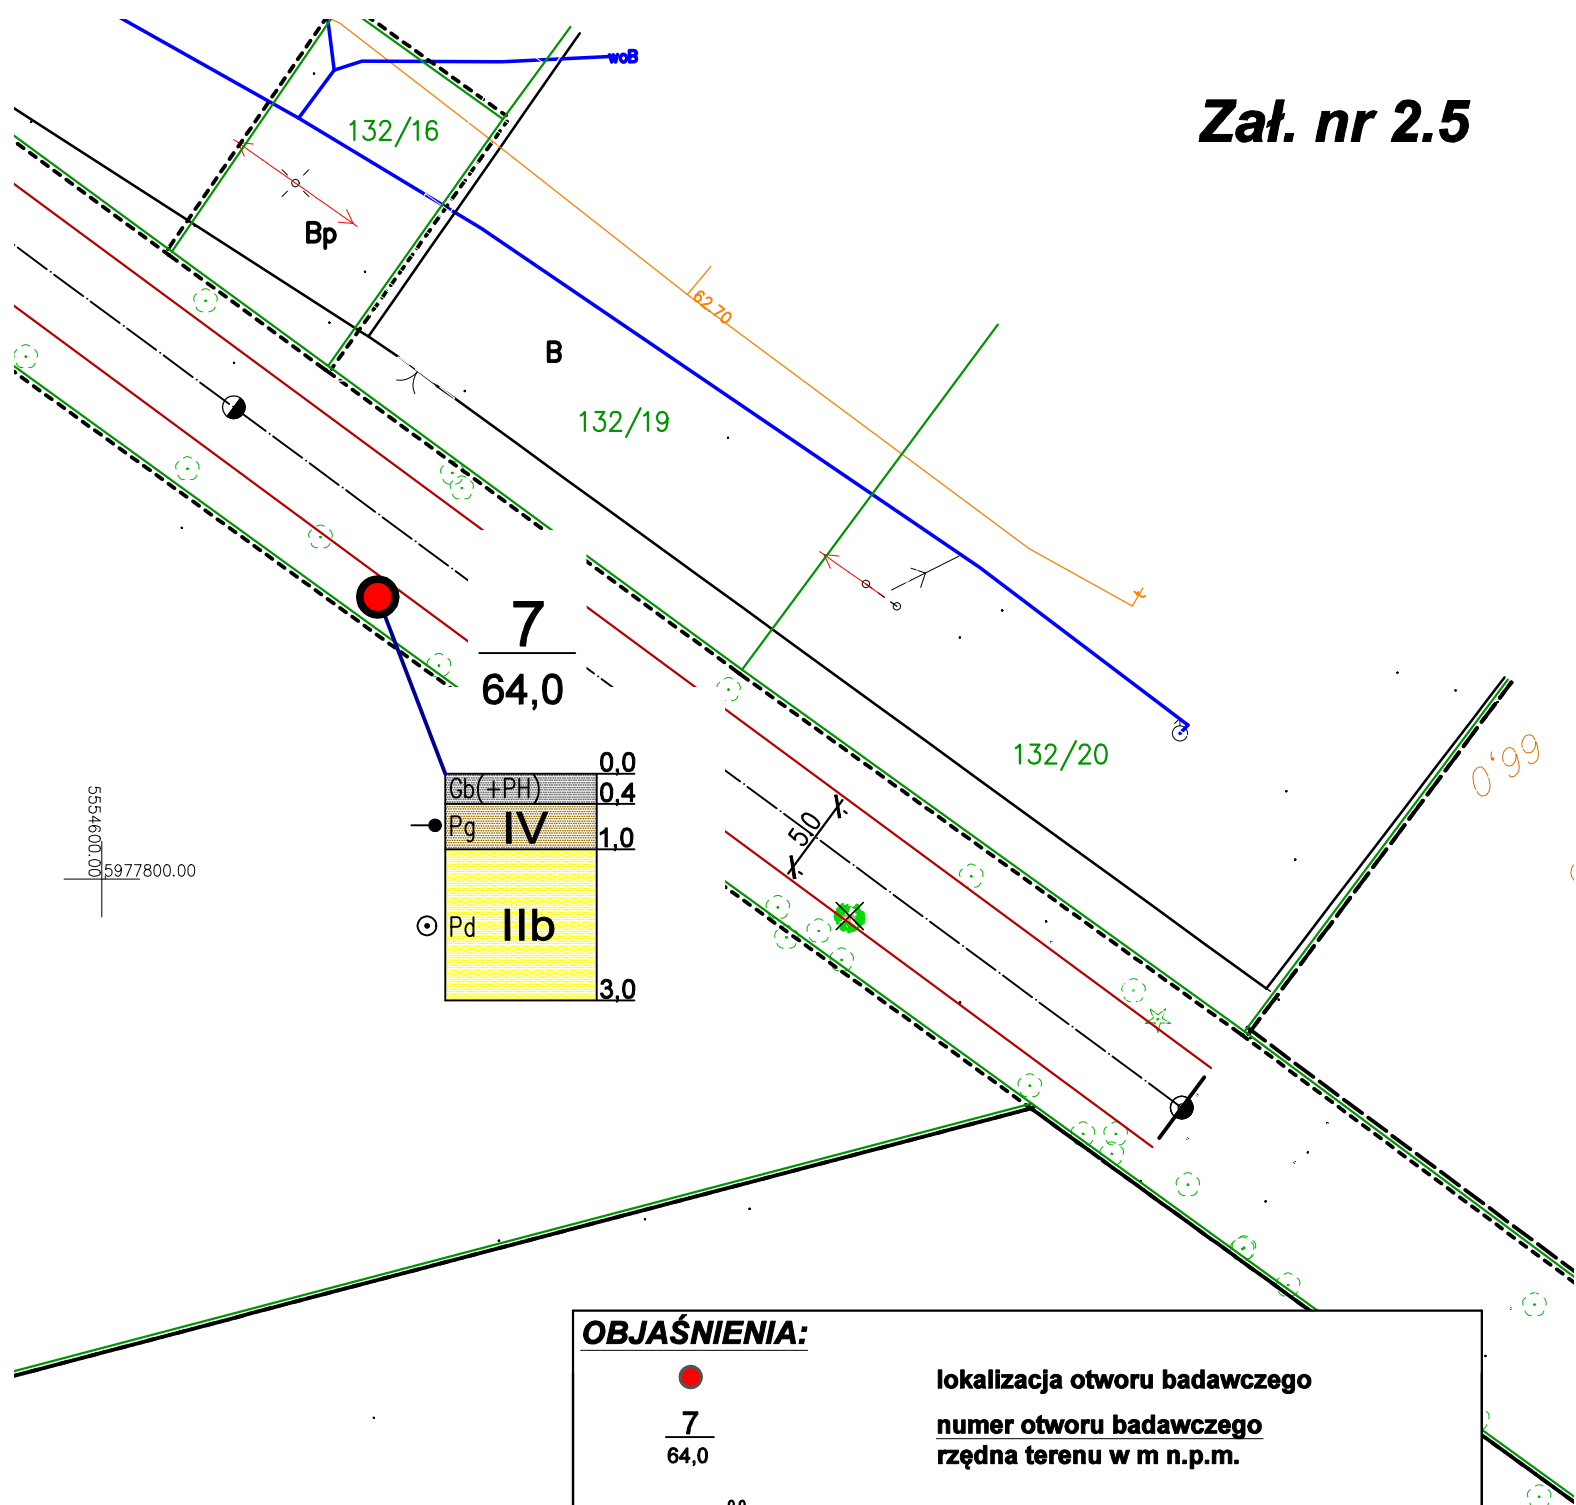 woB
132/16
Zał. nr 2.5
Bp
62.70
B
132/19
7
64,0
132/20
66,0
0,0
Gb(+PH)
0,4
Pg IV
1,0
5,0
5554600.00
5977800.00
Pd IIb
3,0
OBJAŚNIENIA:
lokalizacja otworu badawczego
7
numer otworu badawczego
64,0
rzędna terenu w m n.p.m.